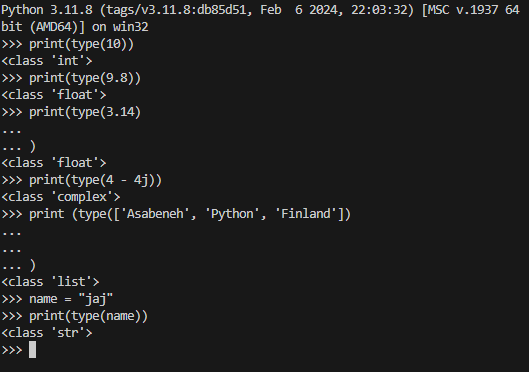 Python 3.11.8 (tags/v3.11.8:db85d51, Feb  6 2024, 22:03:32) [MSC v.1937 64
bit (AMD64)] on win32
>>> print(type(10))
<class 'int'>
>>> print(type(9.8))
<class 'float'>
>>> print(type(3.14)
...
... )
<class 'float'>
>>> print(type(4 - 4j))
<class 'complex'>
>>> print (type(['Asabeneh', 'Python', 'Finland'])
...
...
... )
<class 'list'>
>>> name = "jaj"
>>> print(type(name))
<class 'str'>
>>>